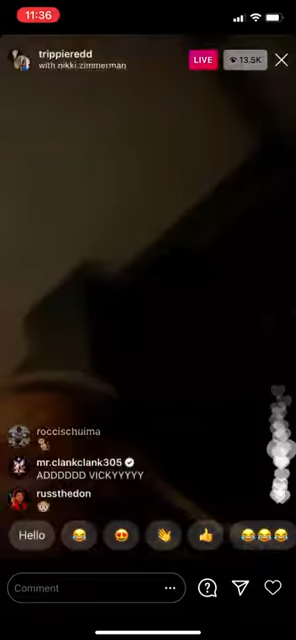 11:36
trippieredd
with nikki.zimmerman
LIVE
13.5K
roccischuima
mr.clankclank305
ADDDDDD VICKYYYYY
russthedon
Hello
Comment